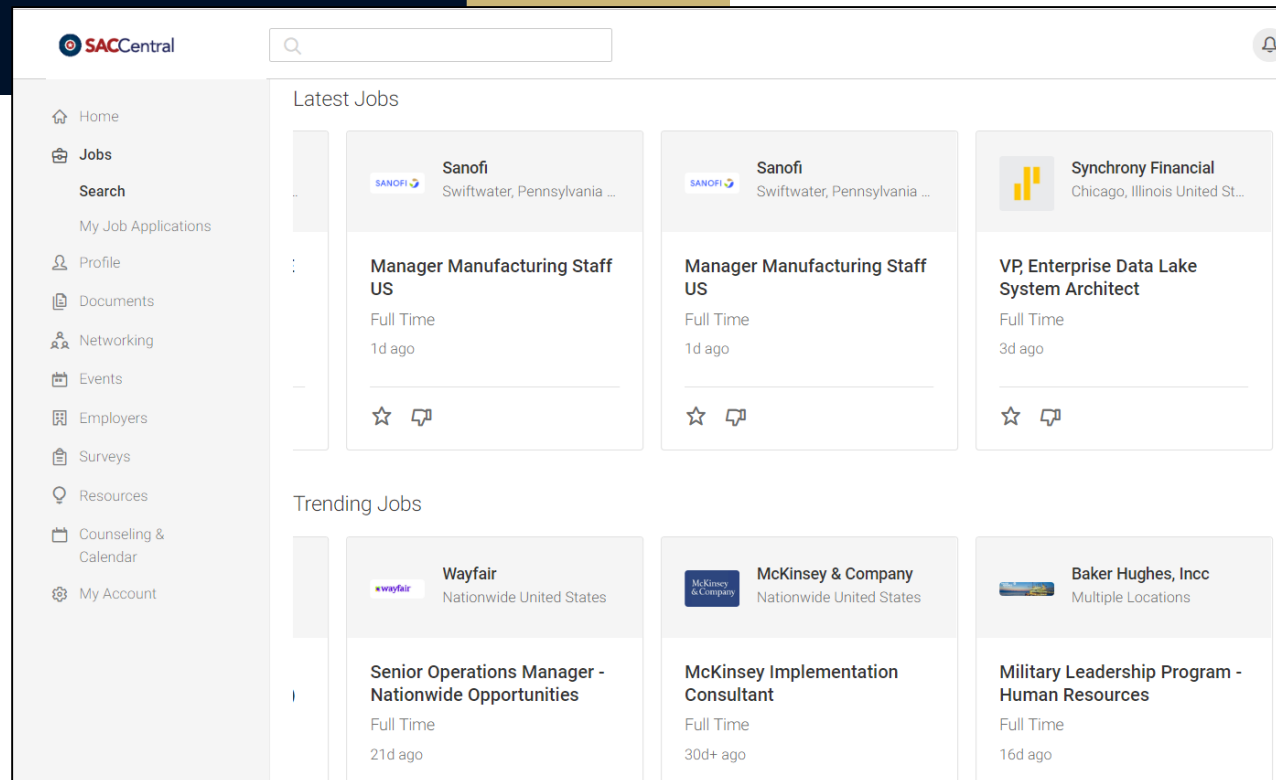 SACCentral
Home
Jobs
Search
My Job Applications
Profile
Documents
Networking
Events
Employers
Surveys
Resources
Counseling &
Calendar
My Account
Latest Jobs
SANOFI
Sanofi
Swiftwater, Pennsylvania ...
Manager Manufacturing Staff
US
Full Time
1d ago
SANOFI
Sanofi
Swiftwater, Pennsylvania ...
Manager Manufacturing Staff
US
Full Time
1d ago
Synchrony Financial
Chicago, Illinois United St...
VP, Enterprise Data Lake
System Architect
Full Time
3d ago
Trending Jobs
wayfair
Wayfair
Nationwide United States
Senior Operations Manager -
Nationwide Opportunities
Full Time
21d ago
McKinsey
& Company
McKinsey & Company
Nationwide United States
McKinsey Implementation
Consultant
Full Time
30d+ ago
Baker Hughes, Incc
Multiple Locations
Military Leadership Program -
Human Resources
Full Time
16d ago